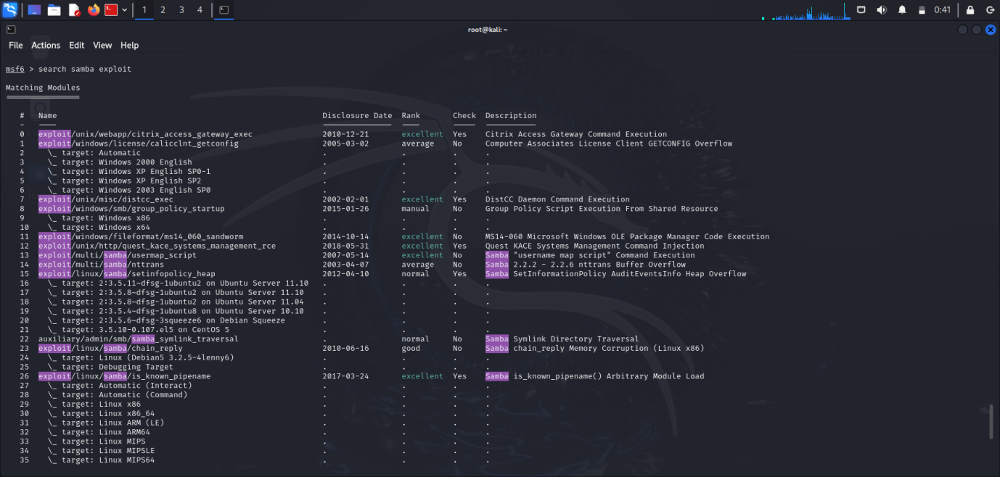 1 2 3 4 0:41
root@kali: ~
File Actions Edit View Help
msf6 > search samba exploit
Matching Modules
# Name Disclosure Date Rank Check Description
- ---- --------------- ---- ----- -----------
0 exploit/unix/webapp/citrix_access_gateway_exec 2010-12-21 excellent Yes Citrix Access Gateway Command Execution
1 exploit/windows/license/calicclnt_getconfig 2005-03-02 average No Computer Associates License Client GETCONFIG Overflow
2 \_ target: Automatic . . . .
3 \_ target: Windows 2000 English . . . .
4 \_ target: Windows XP English SP0-1 . . . .
5 \_ target: Windows XP English SP2 . . . .
6 \_ target: Windows 2003 English SP0 . . . .
7 exploit/unix/misc/distcc_exec 2002-02-01 excellent Yes DistCC Daemon Command Execution
8 exploit/windows/smb/group_policy_startup 2015-01-26 manual No Group Policy Script Execution From Shared Resource
9 \_ target: Windows x86 . . . .
10 \_ target: Windows x64 . . . .
11 exploit/windows/fileformat/ms14_060_sandworm 2014-10-14 excellent No MS14-060 Microsoft Windows OLE Package Manager Code Execution
12 exploit/unix/http/quest_kace_systems_management_rce 2018-05-31 excellent Yes Quest KACE Systems Management Command Injection
13 exploit/multi/samba/usermap_script 2007-05-14 excellent No Samba "username map script" Command Execution
14 exploit/multi/samba/nttrans 2003-04-07 average No Samba 2.2.2 - 2.2.6 nttrans Buffer Overflow
15 exploit/linux/samba/setinfopolicy_heap 2012-04-10 normal Yes Samba SetInformationPolicy AuditEventsInfo Heap Overflow
16 \_ target: 2:3.5.11~dfsg-1ubuntu2 on Ubuntu Server 11.10 . . . .
17 \_ target: 2:3.5.8~dfsg-1ubuntu2 on Ubuntu Server 11.10 . . . .
18 \_ target: 2:3.5.8~dfsg-1ubuntu2 on Ubuntu Server 11.04 . . . .
19 \_ target: 2:3.5.4~dfsg-1ubuntu8 on Ubuntu Server 10.10 . . . .
20 \_ target: 2:3.5.6~dfsg-3squeeze6 on Debian Squeeze . . . .
21 \_ target: 3.5.10-0.107.el5 on CentOS 5 . . . .
22 auxiliary/admin/smb/samba_symlink_traversal . normal No Samba Symlink Directory Traversal
23 exploit/linux/samba/chain_reply 2010-06-16 good No Samba chain_reply Memory Corruption (Linux x86)
24 \_ target: Linux (Debian5 3.2.5-4lenny6) . . . .
25 \_ target: Debugging Target . . . .
26 exploit/linux/samba/is_known_pipename 2017-03-24 excellent Yes Samba is_known_pipename() Arbitrary Module Load
27 \_ target: Automatic (Interact) . . . .
28 \_ target: Automatic (Command) . . . .
29 \_ target: Linux x86 . . . .
30 \_ target: Linux x86_64 . . . .
31 \_ target: Linux ARM (LE) . . . .
32 \_ target: Linux ARM64 . . . .
33 \_ target: Linux MIPS . . . .
34 \_ target: Linux MIPSLE . . . .
35 \_ target: Linux MIPS64 . . . .